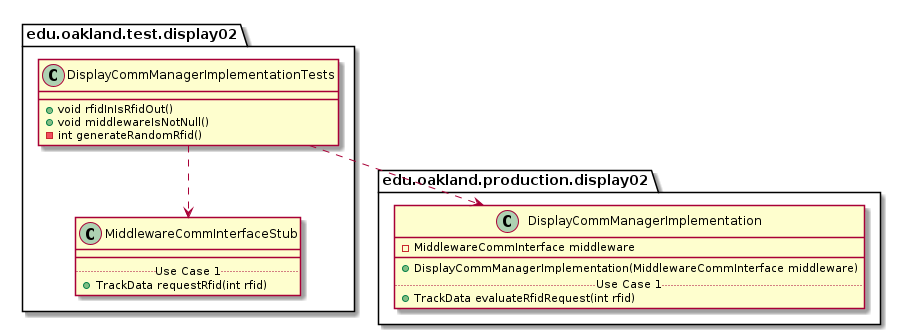 edu.oakland.test.display02
C DisplayCommManagerImplementationTests
void rfidInIsRfidOut()
void middlewareIsNotNull()
int generateRandomRfid()
C MiddlewareCommInterfaceStub
Use Case 1
TrackData requestRfid(int rfid)
edu.oakland.production.display02
C DisplayCommManagerImplementation
MiddlewareCommInterface middleware
DisplayCommManagerImplementation(MiddlewareCommInterface middleware)
Use Case 1
TrackData evaluateRfidRequest(int rfid)